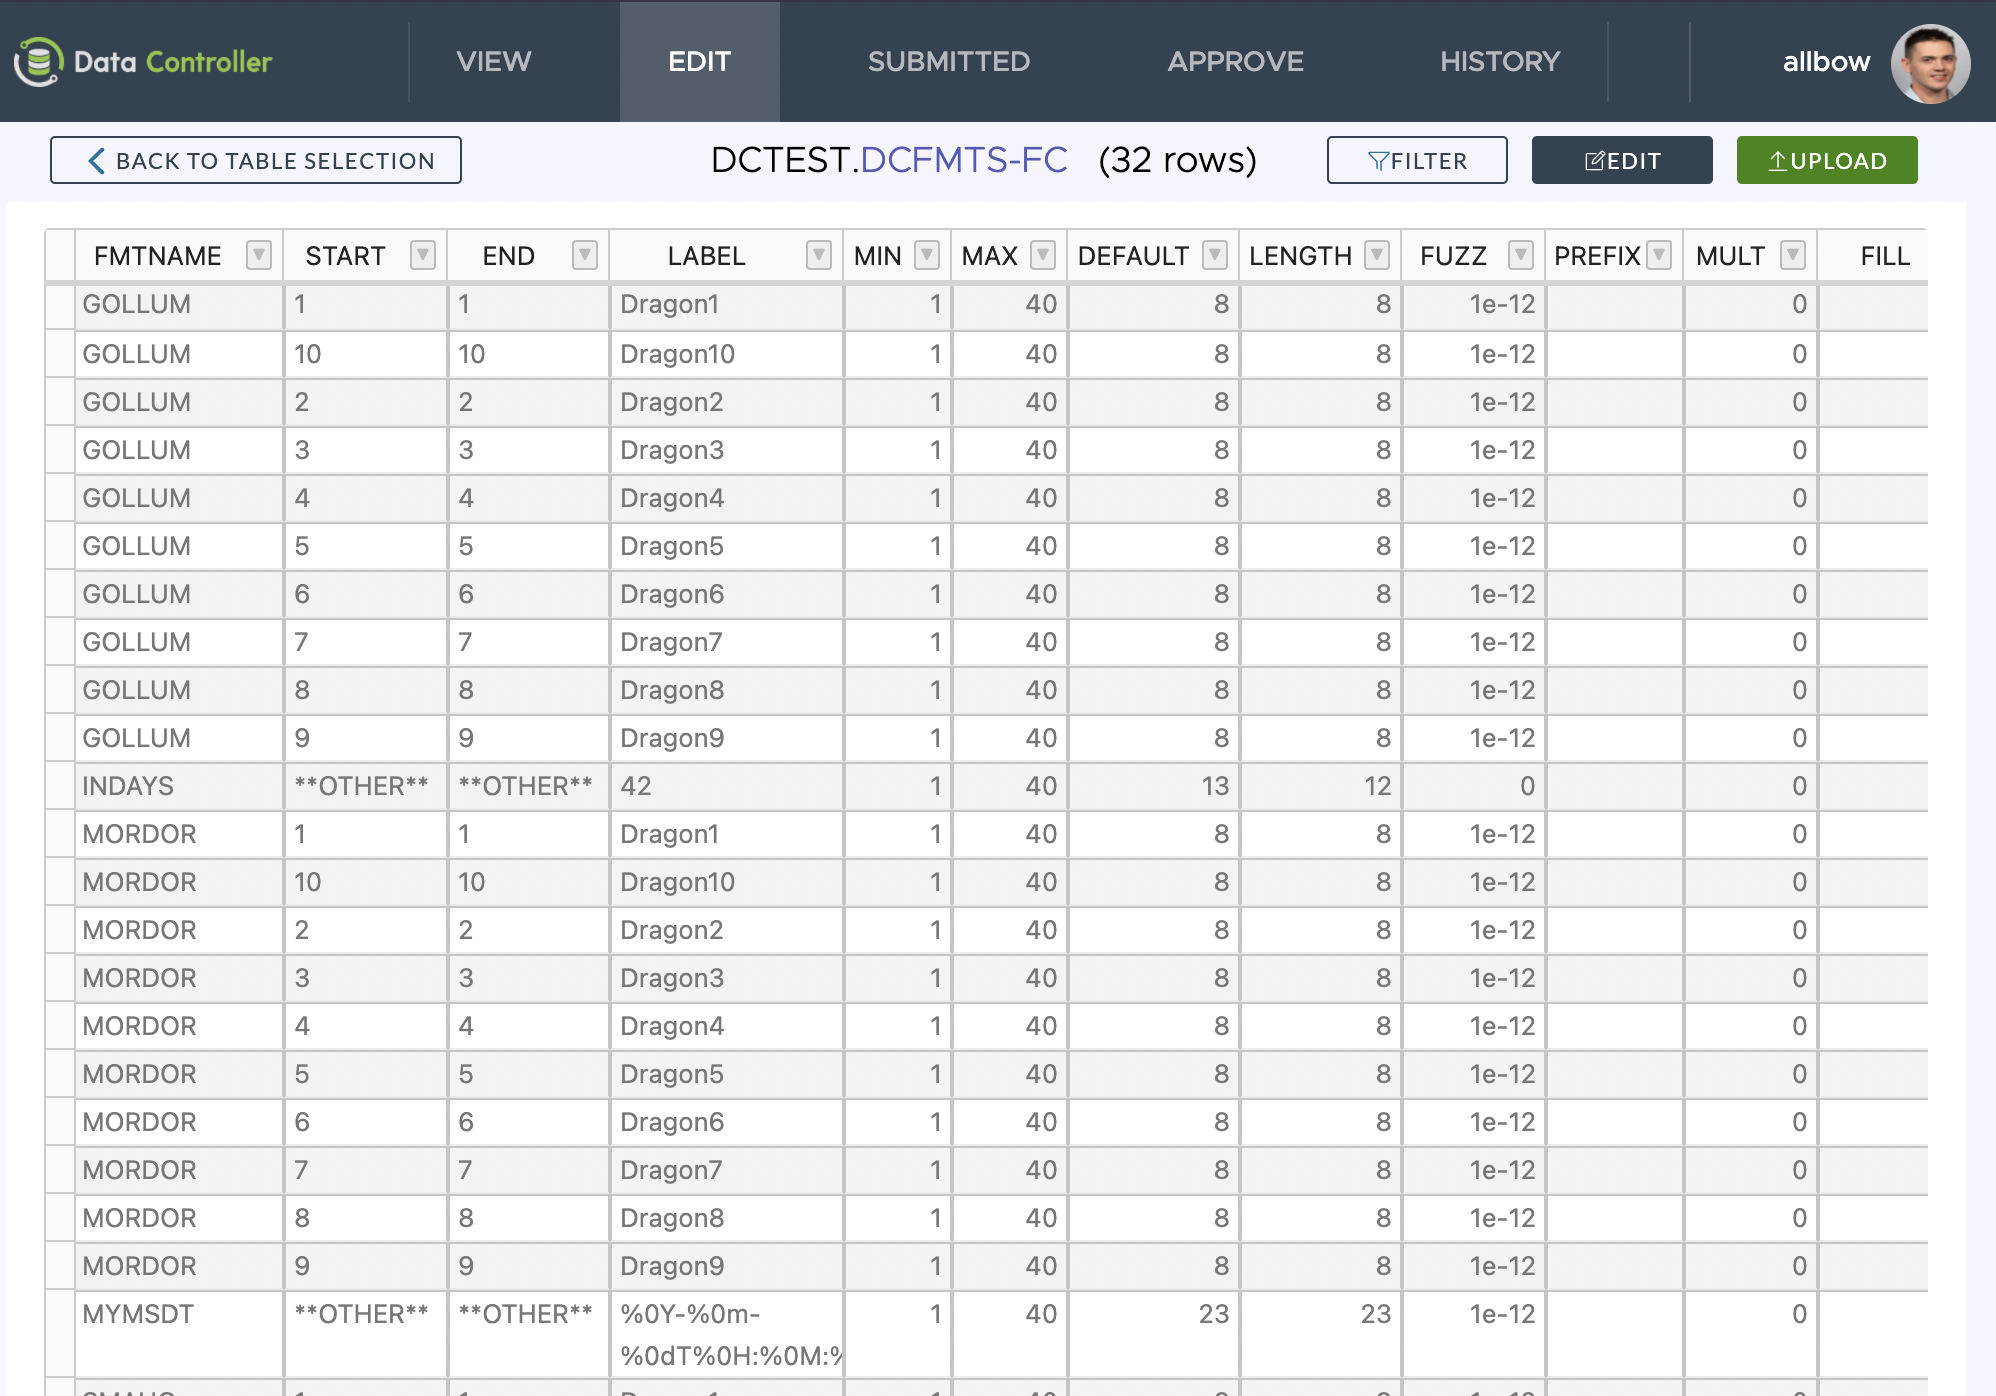 Data Controller VIEW EDIT SUBMITTED APPROVE HISTORY allbow
BACK TO TABLE SELECTION DCTEST.DCFMTS-FC (32 rows) FILTER EDIT UPLOAD
FMTNAME START END LABEL MIN MAX DEFAULT LENGTH FUZZ PREFIX MULT FILL
GOLLUM 1 1 Dragon1 1 40 8 8 1e-12 0
GOLLUM 10 10 Dragon10 1 40 8 8 1e-12 0
GOLLUM 2 2 Dragon2 1 40 8 8 1e-12 0
GOLLUM 3 3 Dragon3 1 40 8 8 1e-12 0
GOLLUM 4 4 Dragon4 1 40 8 8 1e-12 0
GOLLUM 5 5 Dragon5 1 40 8 8 1e-12 0
GOLLUM 6 6 Dragon6 1 40 8 8 1e-12 0
GOLLUM 7 7 Dragon7 1 40 8 8 1e-12 0
GOLLUM 8 8 Dragon8 1 40 8 8 1e-12 0
GOLLUM 9 9 Dragon9 1 40 8 8 1e-12 0
INDAYS **OTHER** **OTHER** 42 1 40 13 12 0 0
MORDOR 1 1 Dragon1 1 40 8 8 1e-12 0
MORDOR 10 10 Dragon10 1 40 8 8 1e-12 0
MORDOR 2 2 Dragon2 1 40 8 8 1e-12 0
MORDOR 3 3 Dragon3 1 40 8 8 1e-12 0
MORDOR 4 4 Dragon4 1 40 8 8 1e-12 0
MORDOR 5 5 Dragon5 1 40 8 8 1e-12 0
MORDOR 6 6 Dragon6 1 40 8 8 1e-12 0
MORDOR 7 7 Dragon7 1 40 8 8 1e-12 0
MORDOR 8 8 Dragon8 1 40 8 8 1e-12 0
MORDOR 9 9 Dragon9 1 40 8 8 1e-12 0
MYMSDT **OTHER** **OTHER** %0Y-%0m- 1 40 23 23 1e-12 0
%0dT%0H:%0M:%